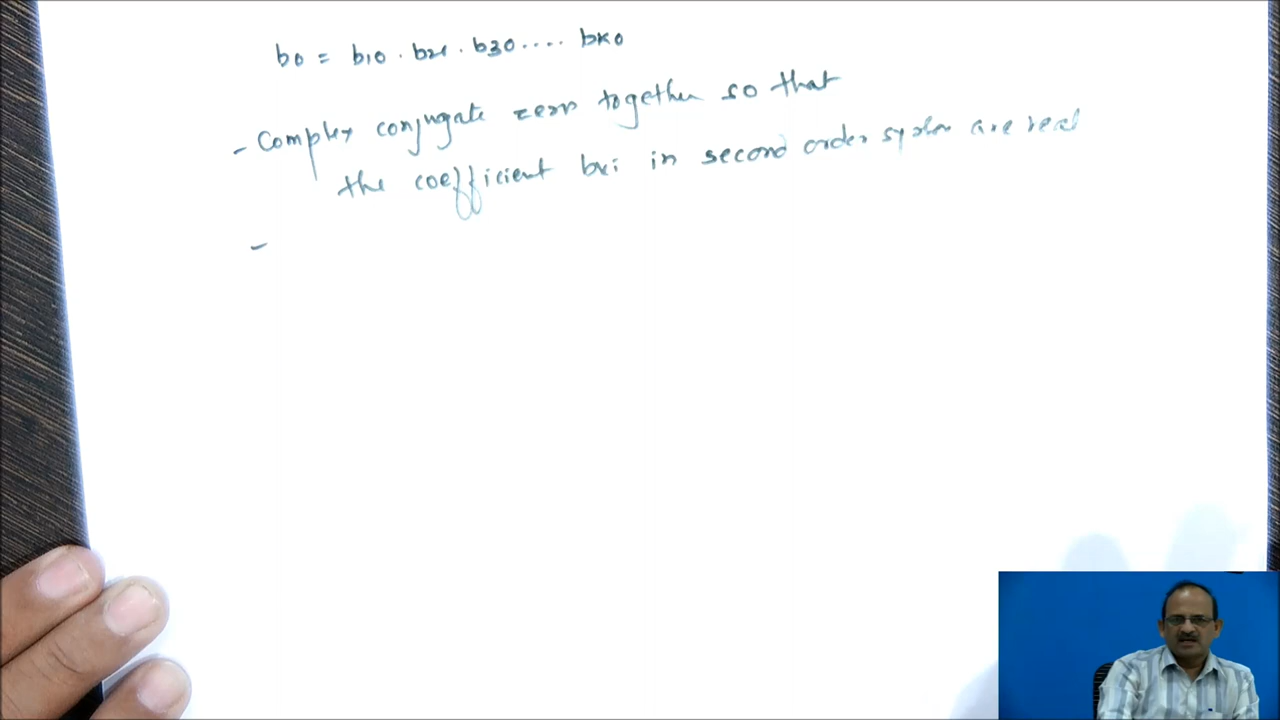 b0 = b10 . b20 . b30 .... bK0
- Complex conjugate zero together so that
the coefficient bki in second order system are real
-